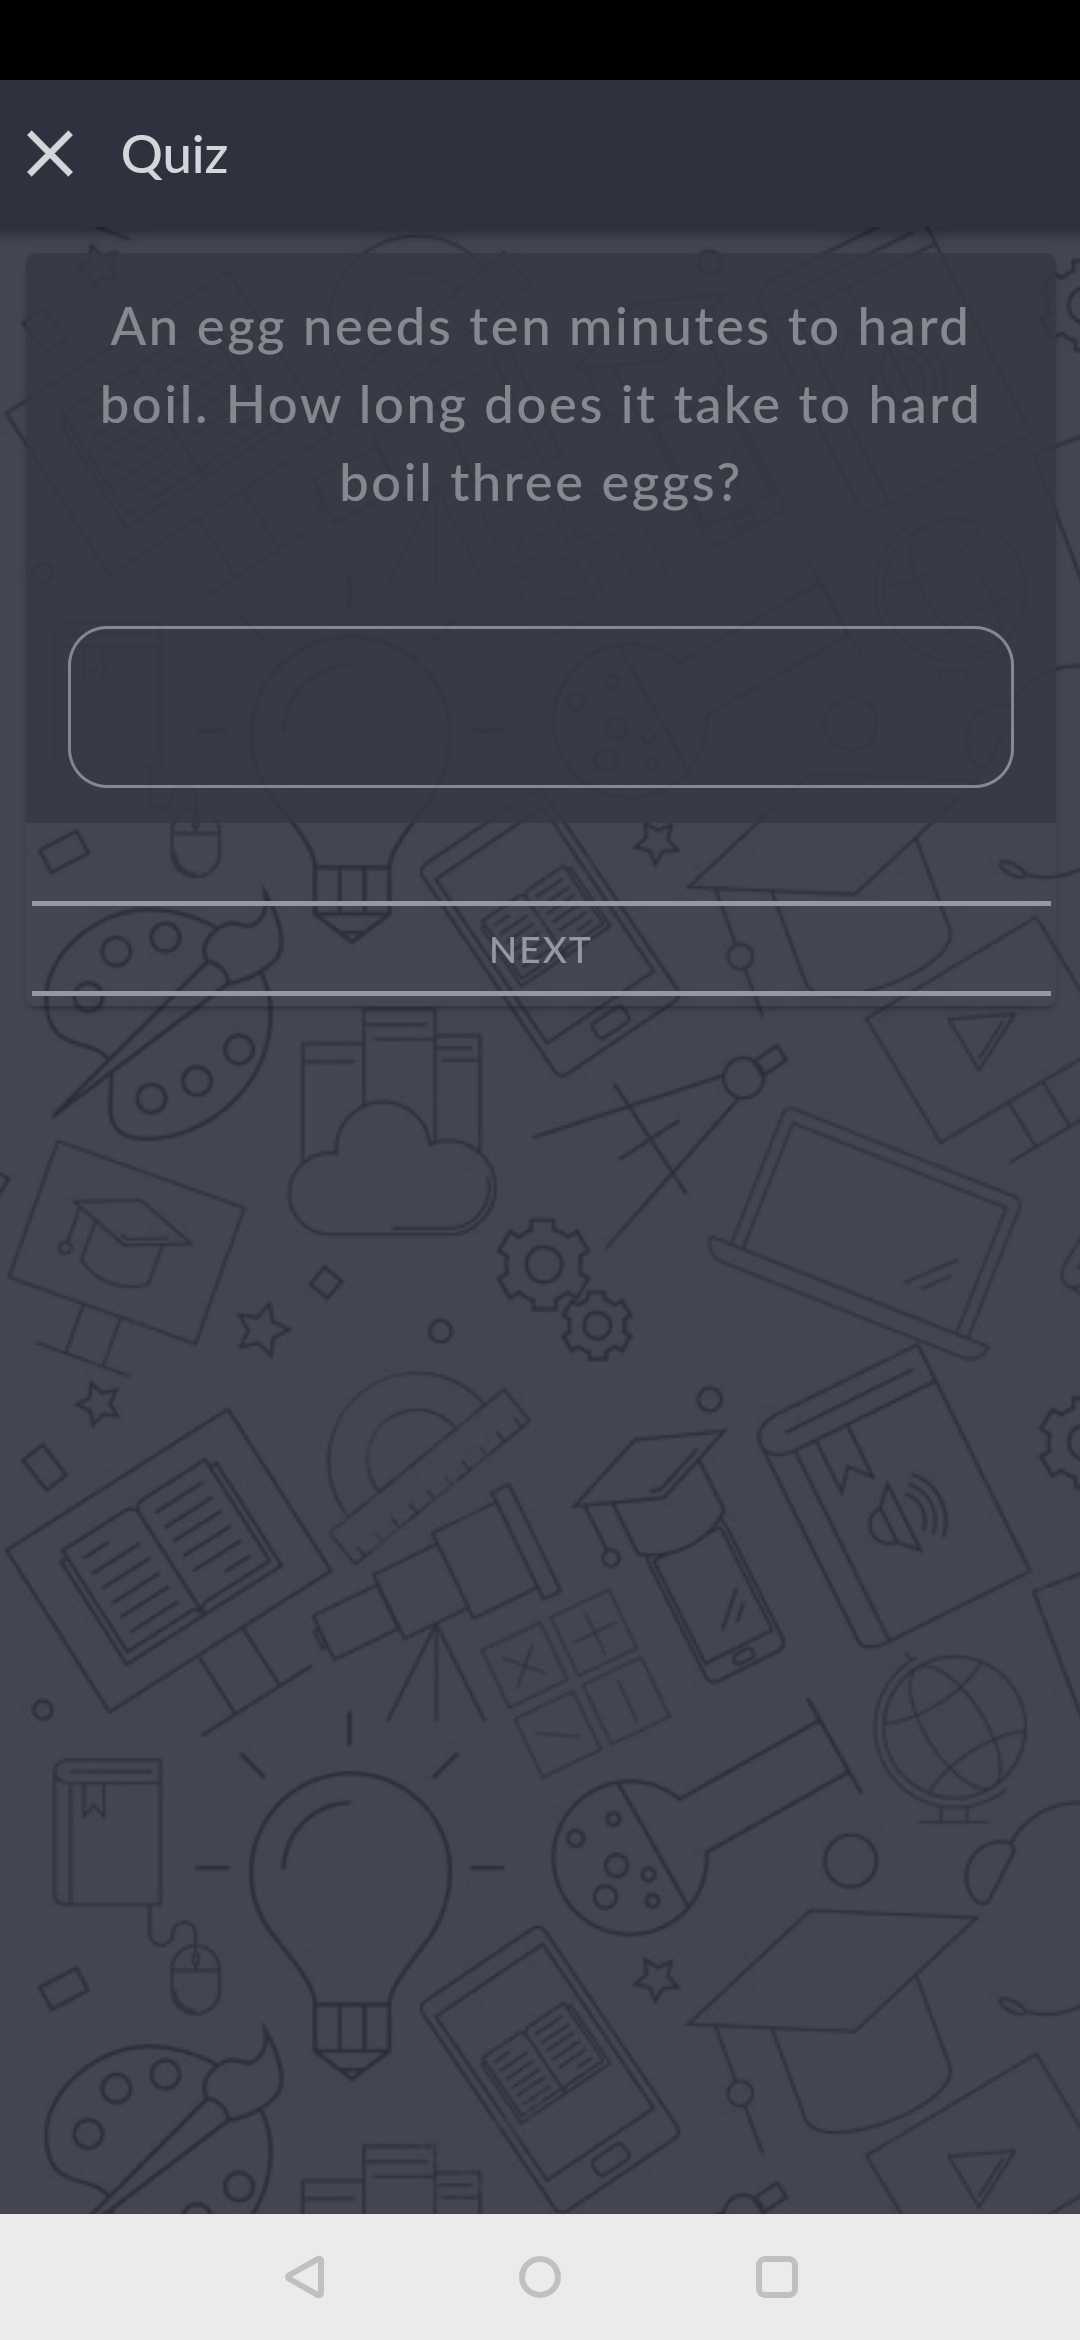 Quiz
An egg needs ten minutes to hard
boil. How long does it take to hard
boil three eggs?
NEXT